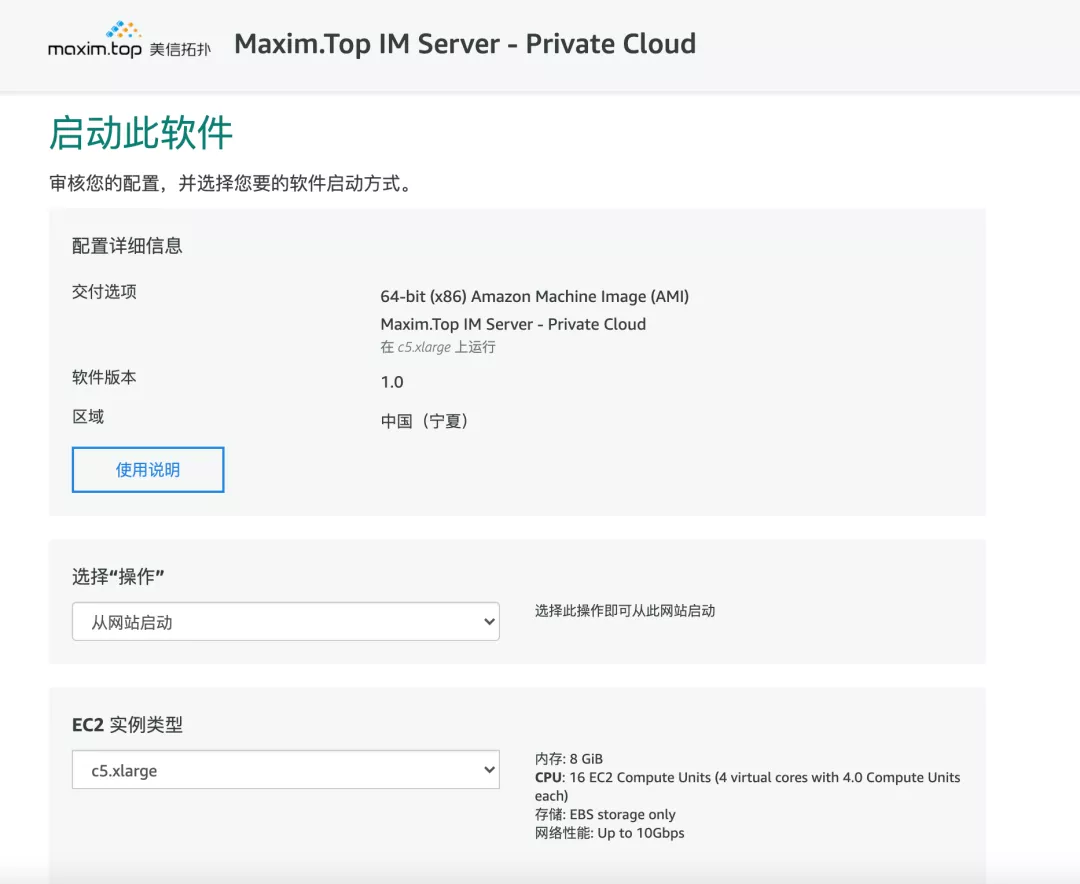 maxim.top 美信拓扑
Maxim.Top IM Server - Private Cloud
启动此软件
审核您的配置，并选择您要的软件启动方式。
配置详细信息
交付选项
64-bit (x86) Amazon Machine Image (AMI)
Maxim.Top IM Server - Private Cloud
在 c5.xlarge 上运行
软件版本
1.0
区域
中国（宁夏）
使用说明
选择“操作”
从网站启动
选择此操作即可从此网站启动
EC2 实例类型
c5.xlarge
内存: 8 GiB
CPU: 16 EC2 Compute Units (4 virtual cores with 4.0 Compute Units
each)
存储: EBS storage only
网络性能: Up to 10Gbps